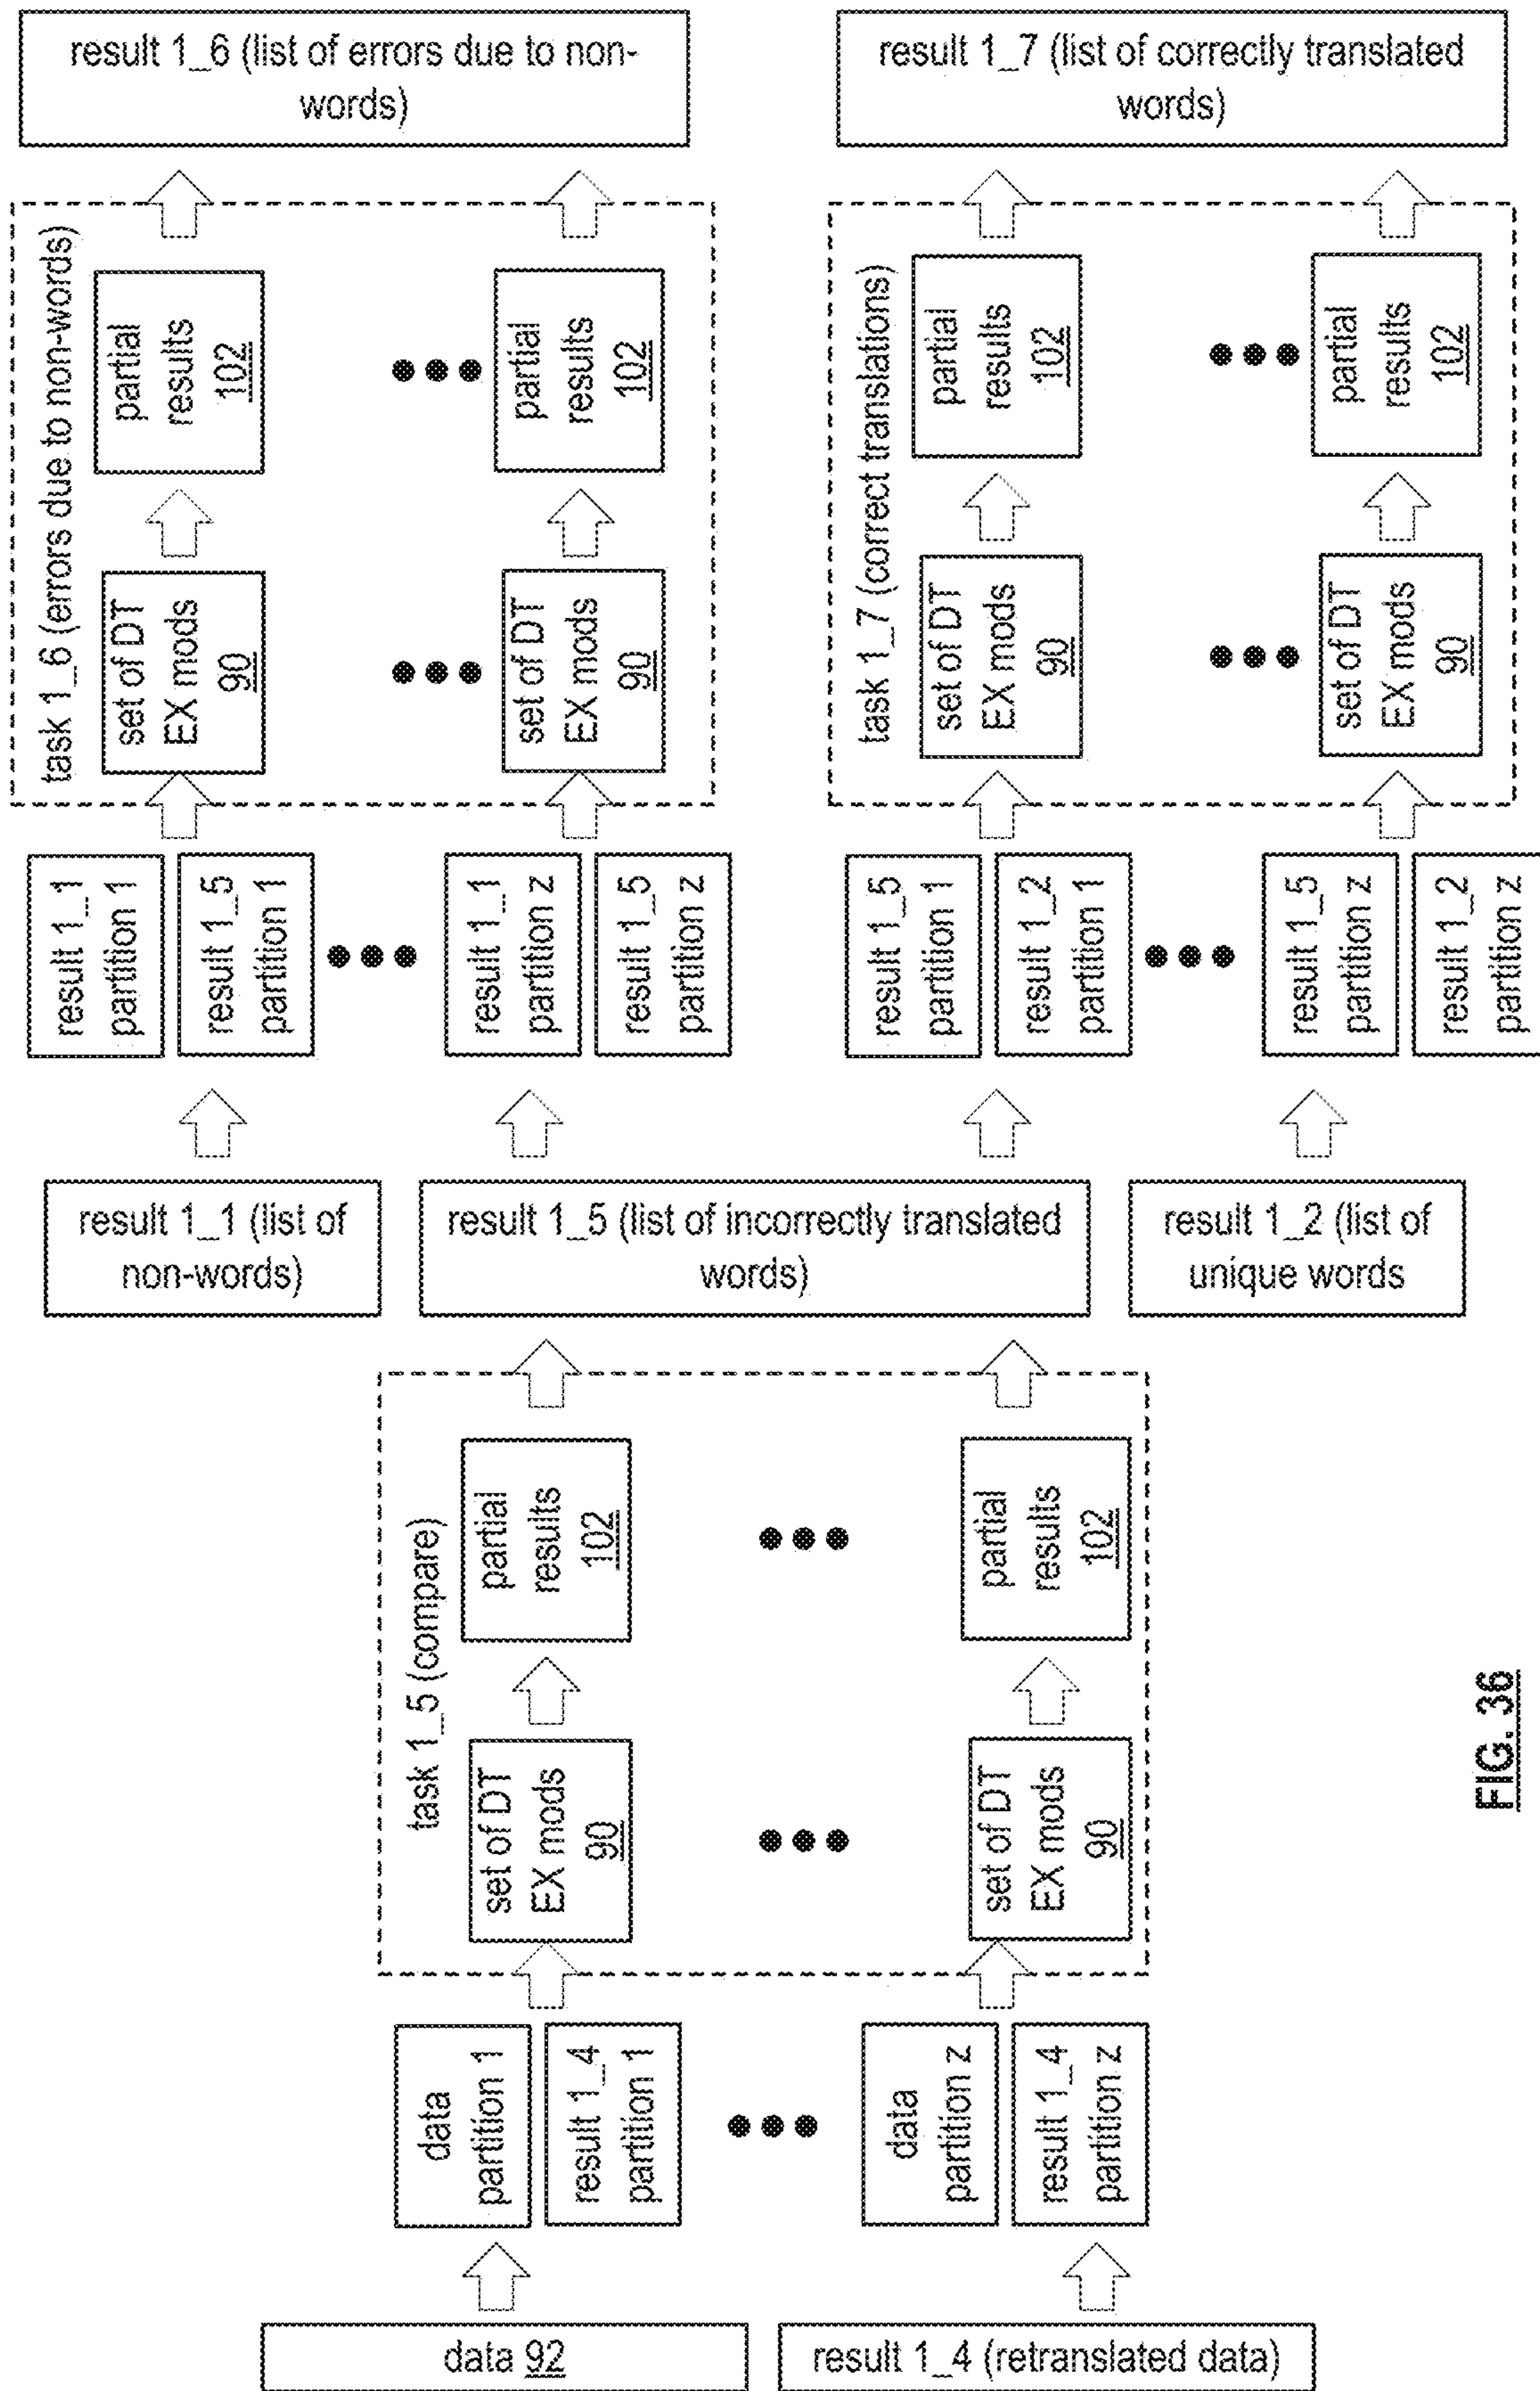 data 92
result 1_4 (retranslated data)
data
partition 1
result 1_4
partition 1
data
partition z
result 1_4
partition z
task 1_5 (compare)
set of DT
EX mods
90
partial
results
102
set of DT
EX mods
90
partial
results
102
result 1_1 (list of
non-words)
result 1_5 (list of incorrectly translated
words)
result 1_2 (list of
unique words
result 1_1
partition 1
result 1_5
partition 1
result 1_1
partition z
result 1_5
partition z
result 1_5
partition 1
result 1_2
partition 1
result 1_5
partition z
result 1_2
partition z
task 1_6 (errors due to non-words)
set of DT
EX mods
90
partial
results
102
set of DT
EX mods
90
partial
results
102
task 1_7 (correct translations)
set of DT
EX mods
90
partial
results
102
set of DT
EX mods
90
partial
results
102
result 1_6 (list of errors due to non-
words)
result 1_7 (list of correctily translated
words)
FIG. 36